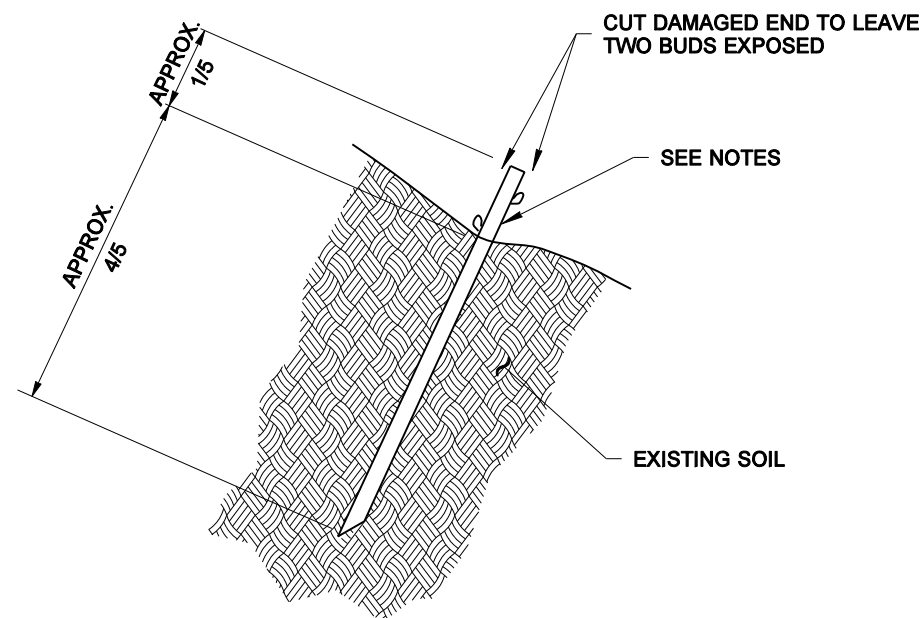 CUT DAMAGED END TO LEAVE
TWO BUDS EXPOSED
APPROX.
1/5
SEE NOTES
APPROX.
4/5
EXISTING SOIL